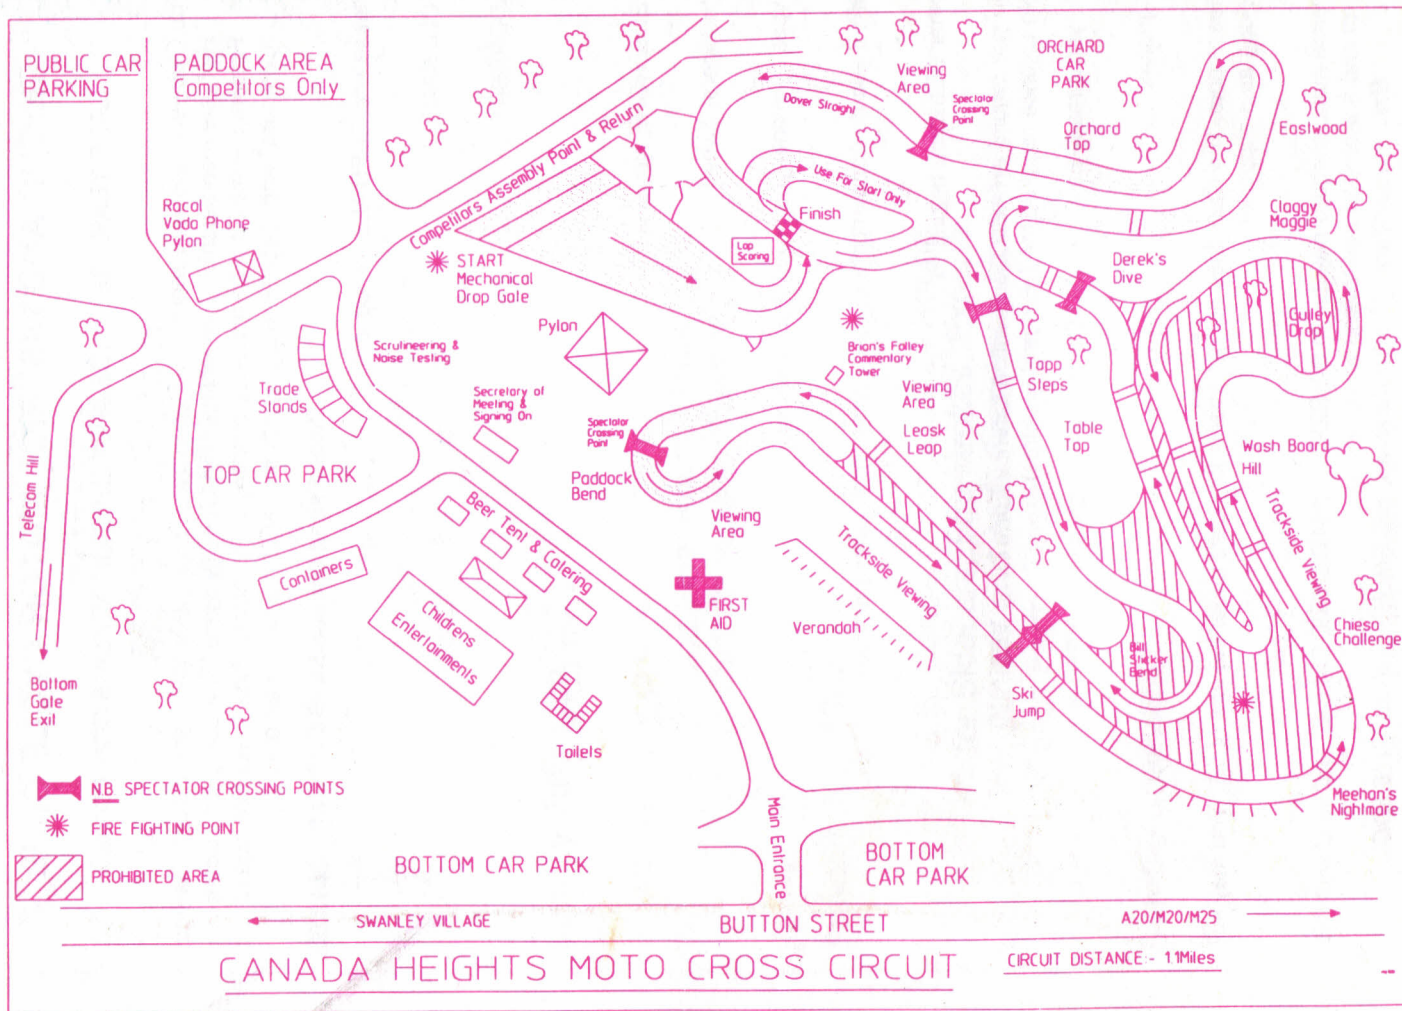 PUBLIC CAR
PARKING
PADDOCK AREA
Competitors Only
Racal
Voda Phone
Pylon
Competitors Assembly Point & Return
START
Mechanical
Drop Gate
Dover Straight
Viewing
Area
Spectator
Crossing
Point
ORCHARD
CAR
PARK
Orchard
Top
Eastwood
Use For Start Only
Finish
Lap
Scoring
Claggy
Maggie
Derek's
Dive
Gulley
Drop
Pylon
Scrutineering &
Noise Testing
Brian's Folley
Commentary
Tower
Trade
Stands
Secretary of
Meeting &
Signing On
Viewing
Area
Tapp
Steps
Leask
Leap
Table
Top
Spectator
Crossing
Point
Paddock
Bend
Wash Board
Hill
TOP CAR PARK
Telecom Hill
Viewing
Area
Beer Tent & Catering
Trackside Viewing
Trackside Viewing
Containers
Childrens
Entertainments
FIRST
AID
Verandah
Chiesa
Challenge
Bill
Sticker
Bend
Ski
Jump
Bottom
Gate
Exit
Toilets
Meehan's
Nightmare
N.B. SPECTATOR CROSSING POINTS
FIRE FIGHTING POINT
PROHIBITED AREA
BOTTOM CAR PARK
Main Entrance
BOTTOM
CAR PARK
SWANLEY VILLAGE
BUTTON STREET
A20/M20/M25
CANADA HEIGHTS MOTO CROSS CIRCUIT
CIRCUIT DISTANCE:- 1.1Miles